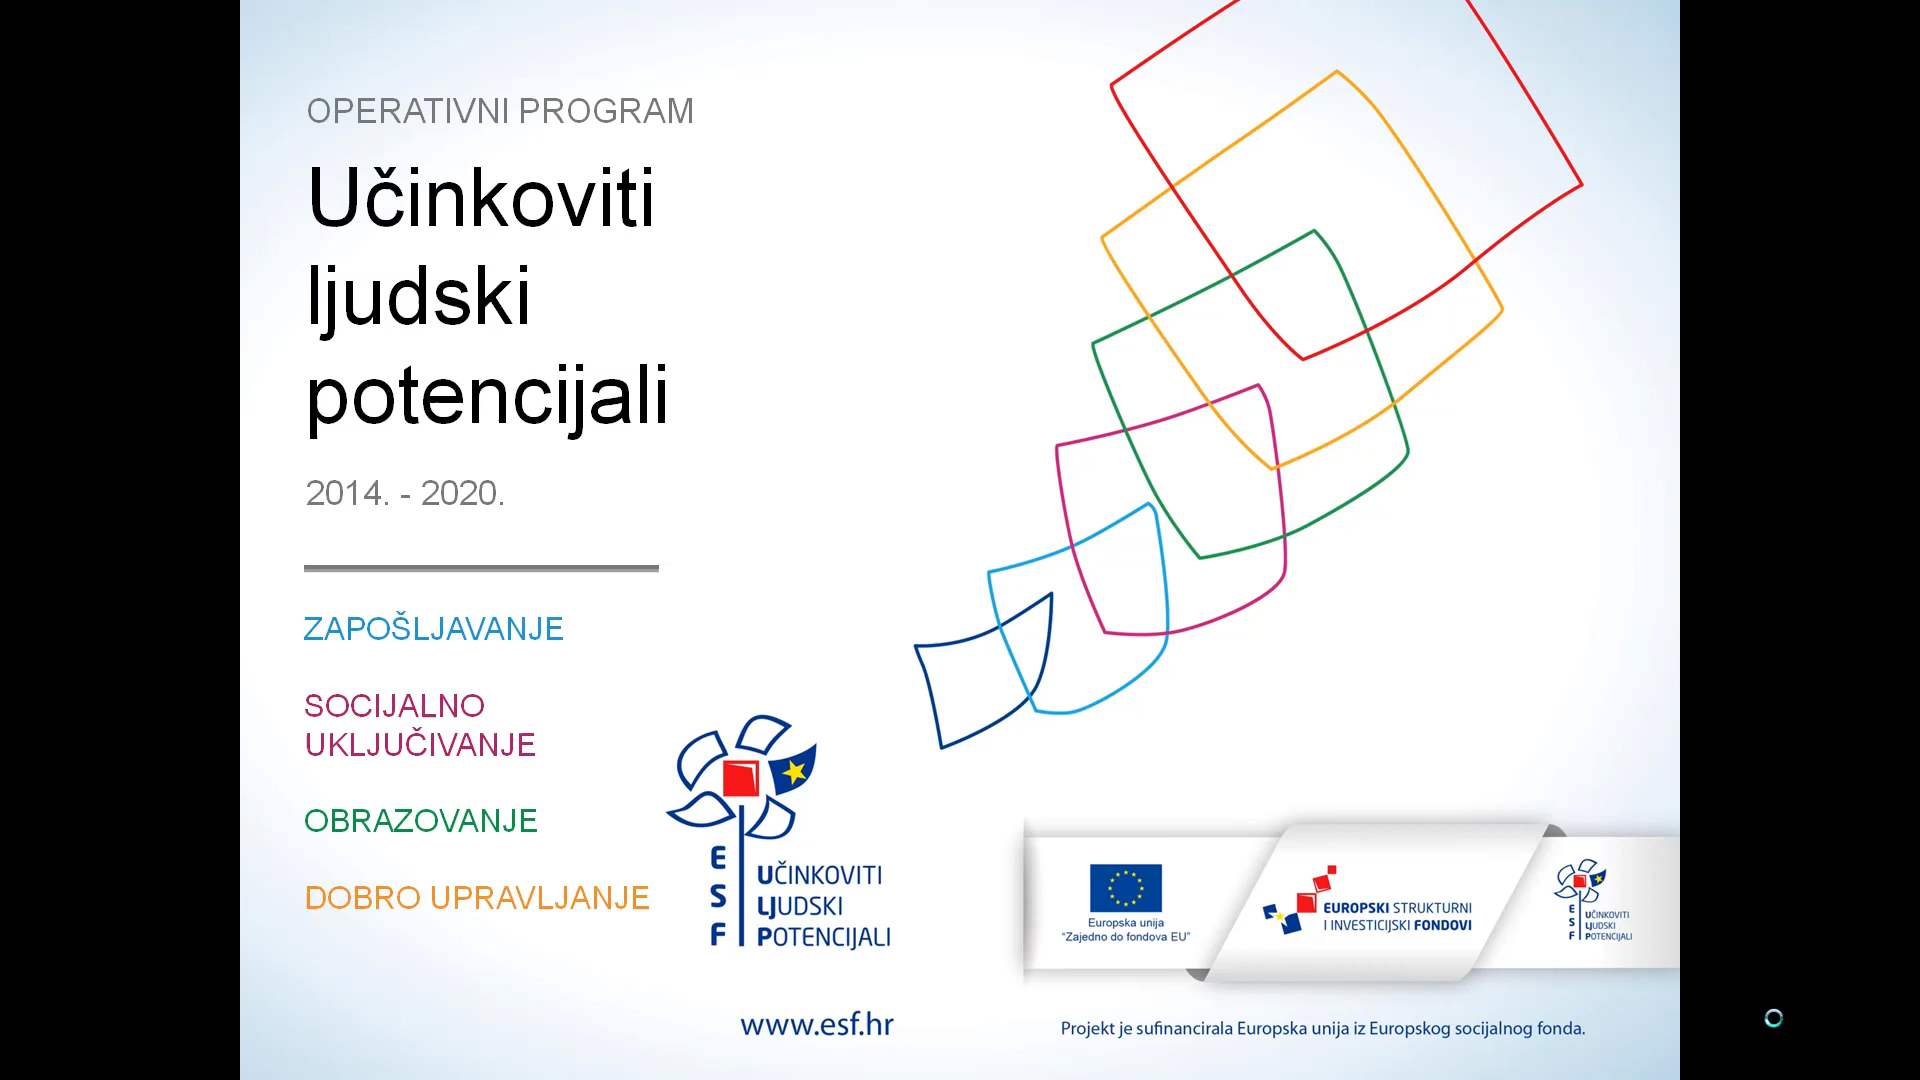 OPERATIVNI PROGRAM
Učinkoviti
ljudski
potencijali
2014. - 2020.
ZAPOŠLJAVANJE
SOCIJALNO
UKLJUČIVANJE
OBRAZOVANJE
DOBRO UPRAVLJANJE
E S F
UČINKOVITI
LJUDSKI
POTENCIJALI
www.esf.hr
Europska unija
"Zajedno do fondova EU"
EUROPSKI STRUKTURNI
I INVESTICIJSKI FONDOVI
E S F
UČINKOVITI
LJUDSKI
POTENCIJALI
Projekt je sufinancirala Europska unija iz Europskog socijalnog fonda.